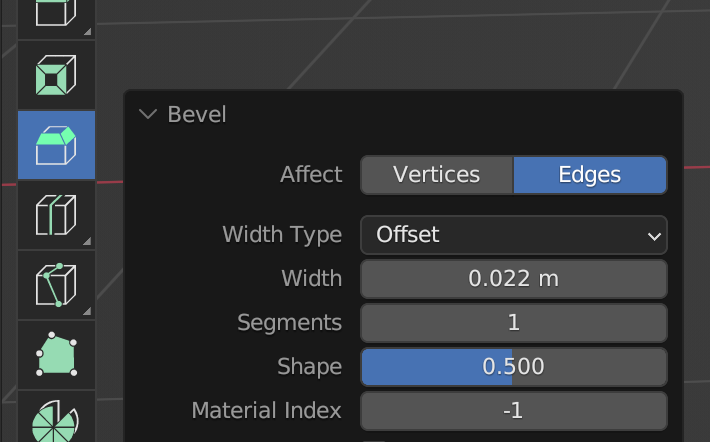 Bevel
Affect Vertices Edges
Width Type Offset
Width 0.022 m
Segments 1
Shape 0.500
Material Index -1